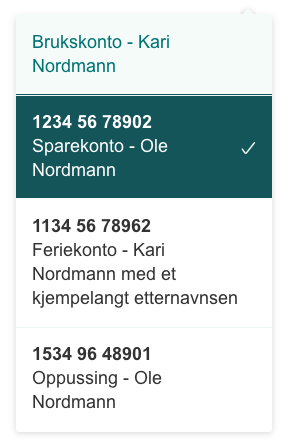 Brukskonto - Kari
Nordmann
1234 56 78902
Sparekonto - Ole
Nordmann
1134 56 78962
Feriekonto - Kari
Nordmann med et
kjempelangt etternavnsen
1534 96 48901
Oppussing - Ole
Nordmann